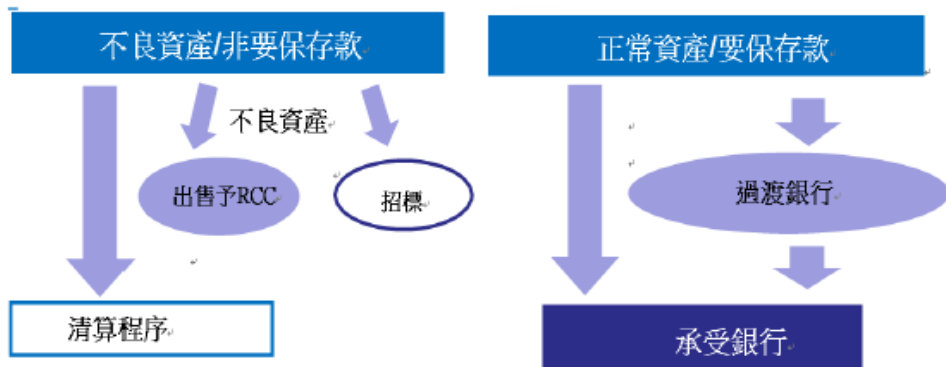 不良資產/非要保存款
正常資產/要保存款
不良資產
出售予RCC
招標
過渡銀行
清算程序
承受銀行